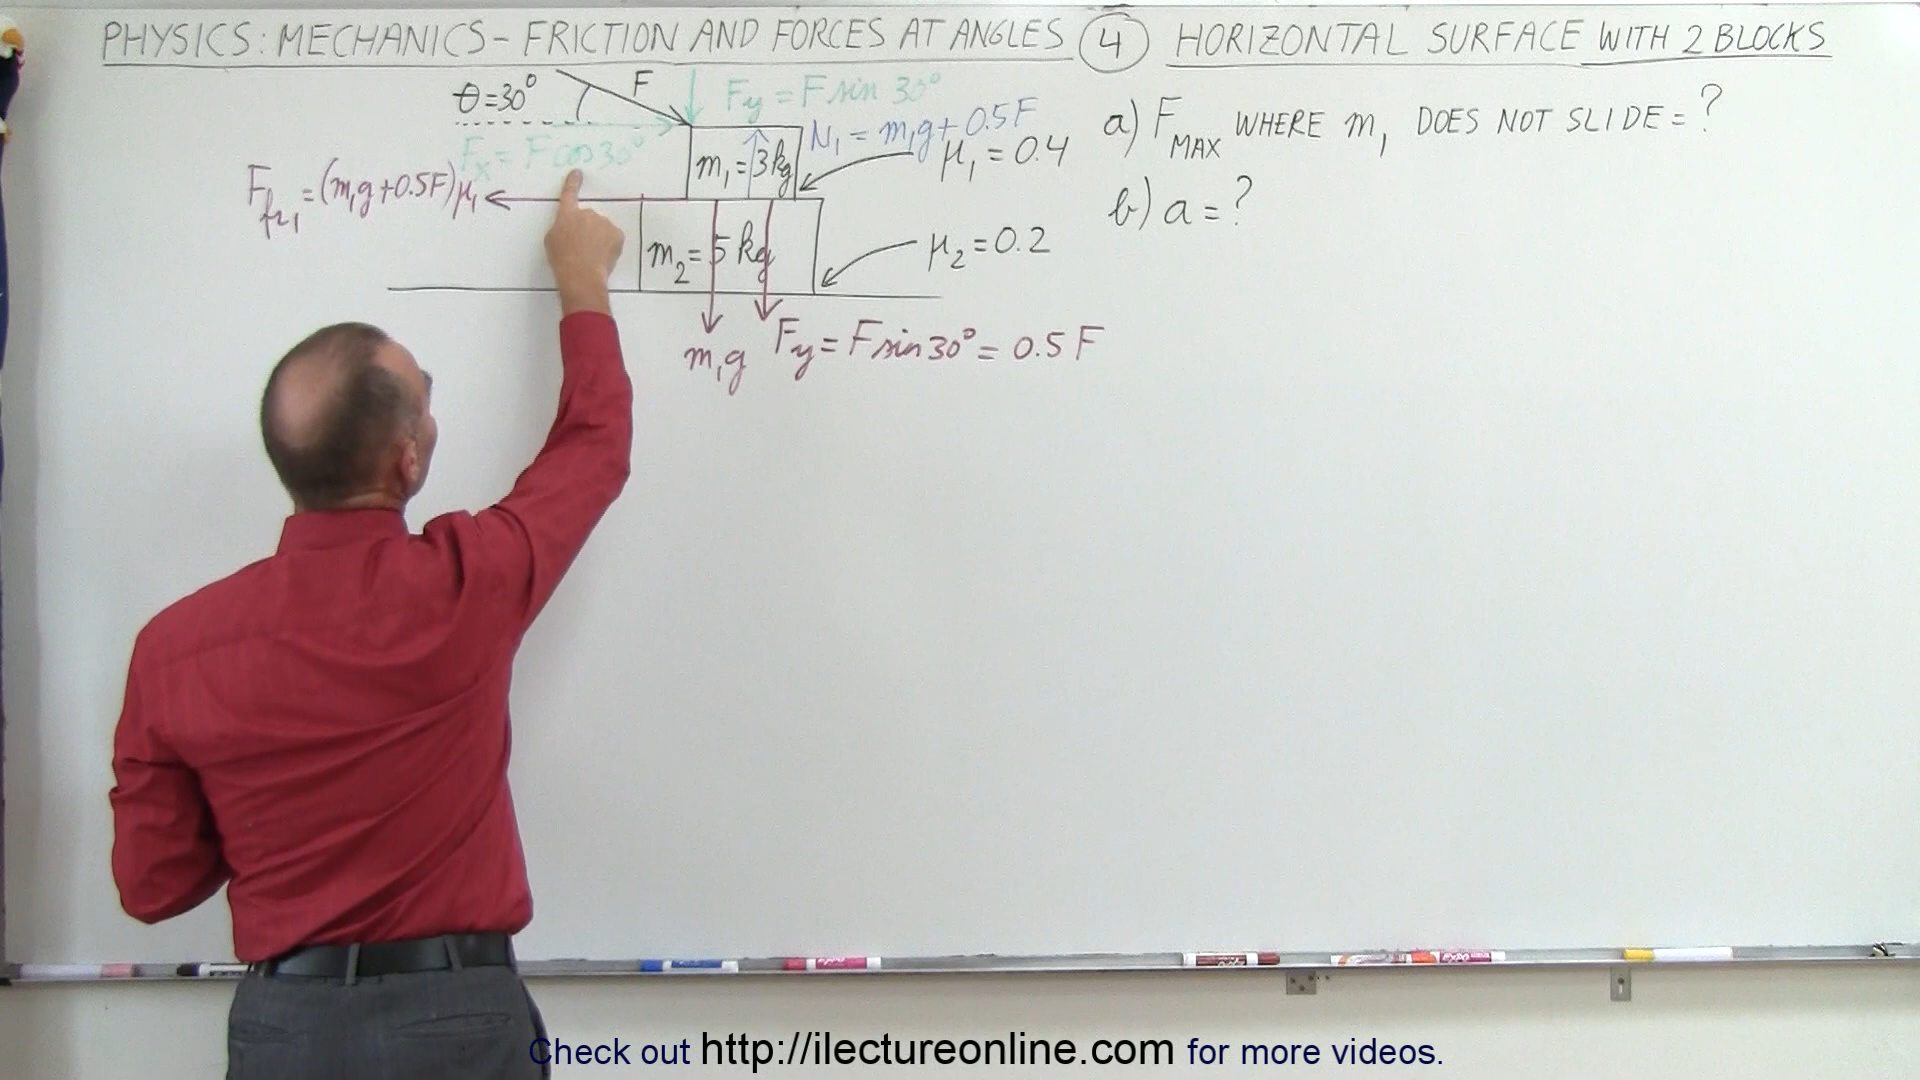 PHYSICS: MECHANICS - FRICTION AND FORCES AT ANGLES ④ HORIZONTAL SURFACE WITH 2 BLOCKS
θ=30° F Fy = F sin 30°
Fx = F cos 30°
N1 = m1g + 0.5F
m1 = 3 kg
μ1 = 0.4
Ffr1 = (m1g + 0.5F)μ1
m2 = 5 kg
μ2 = 0.2
m1g Fy = F sin 30° = 0.5 F
a) FMAX WHERE m1 DOES NOT SLIDE = ?
b) a = ?
Check out http://ilectureonline.com for more videos.